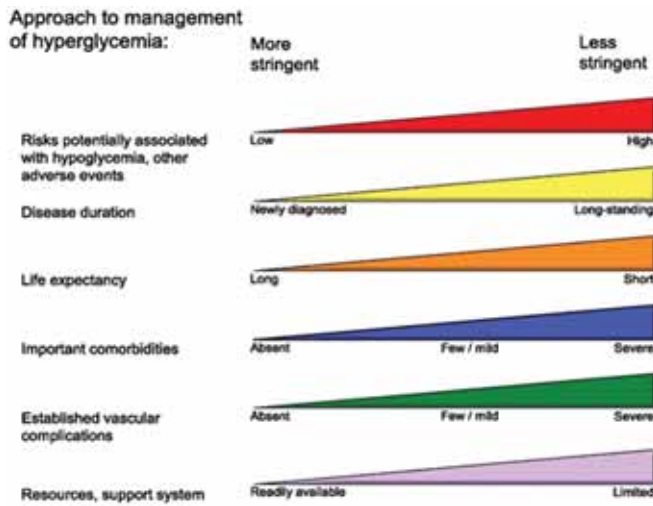 Approach to management
of hyperglycemia:
More
stringent
Less
stringent
Risks potentially associated
with hypoglycemia, other
adverse events
Low
High
Disease duration
Newly diagnosed
Long-standing
Life expectancy
Long
Short
Important comorbidities
Absent
Few / mild
Severe
Established vascular
complications
Absent
Few / mild
Severe
Resources, support system
Readily available
Limited